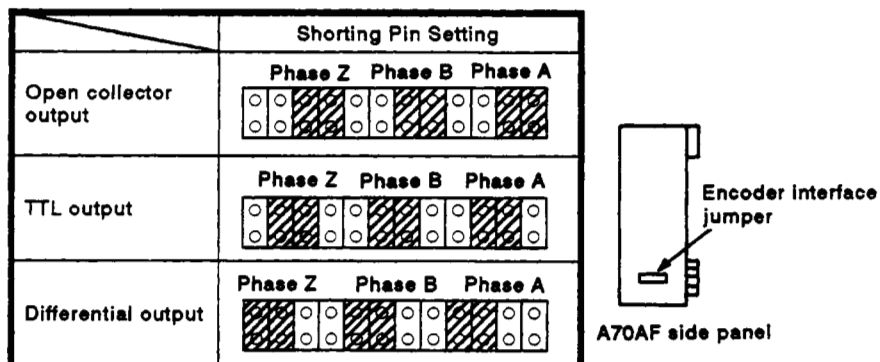 Shorting Pin Setting
Open collector
output
Phase Z Phase B Phase A
TTL output
Phase Z Phase B Phase A
Differential output
Phase Z Phase B Phase A
Encoder interface
jumper
A70AF side panel